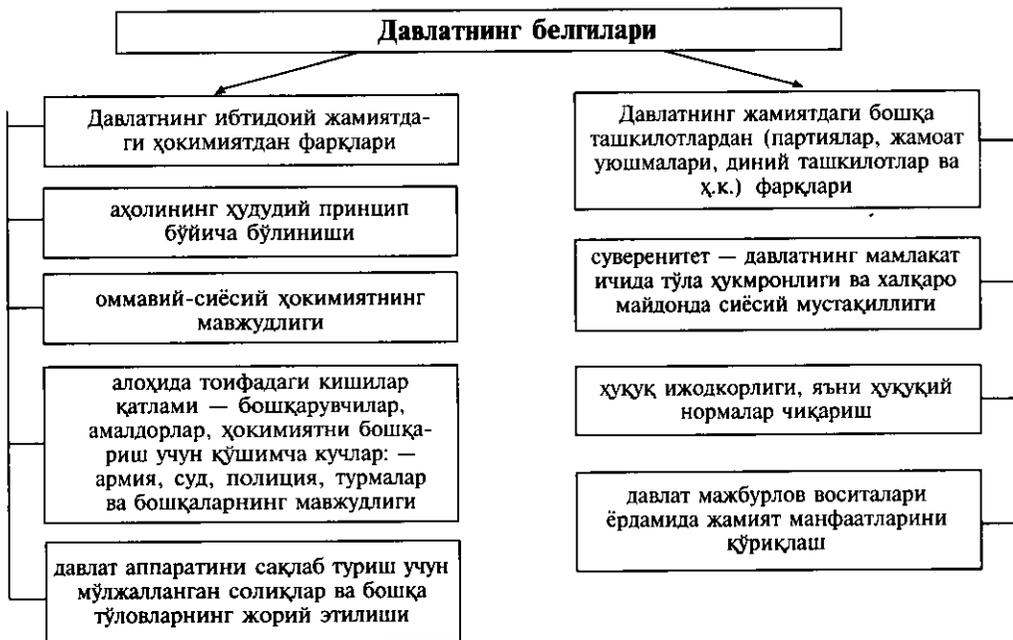 Давлатнинг белгилари
Давлатнинг ибтидоий жамиятда-
ги ҳокимиятдан фарқлари
аҳолининг ҳудудий принцип
бўйича бўлиниши
оммавий-сиёсий ҳокимиятнинг
мавжудлиги
алоҳида тоифадаги кишилар
қатлами — бошқарувчилар,
амалдорлар, ҳокимиятни бошқа-
риш учун қўшимча кучлар: —
армия, суд, полиция, турмалар
ва бошқаларнинг мавжудлиги
давлат аппаратини сақлаб туриш учун
мўлжалланган солиқлар ва бошқа
тўловларнинг жорий этилиши
Давлатнинг жамиятдаги бошқа
ташкилотлардан (партиялар, жамоат
уюшмалари, диний ташкилотлар ва
ҳ.к.) фарқлари
суверенитет — давлатнинг мамлакат
ичида тўла ҳукмронлиги ва халқаро
майдонда сиёсий мустақиллиги
ҳуқуқ ижодкорлиги, яъни ҳуқуқий
нормалар чиқариш
давлат мажбурлов воситалари
ёрдамида жамият манфаатларини
қўриқлаш